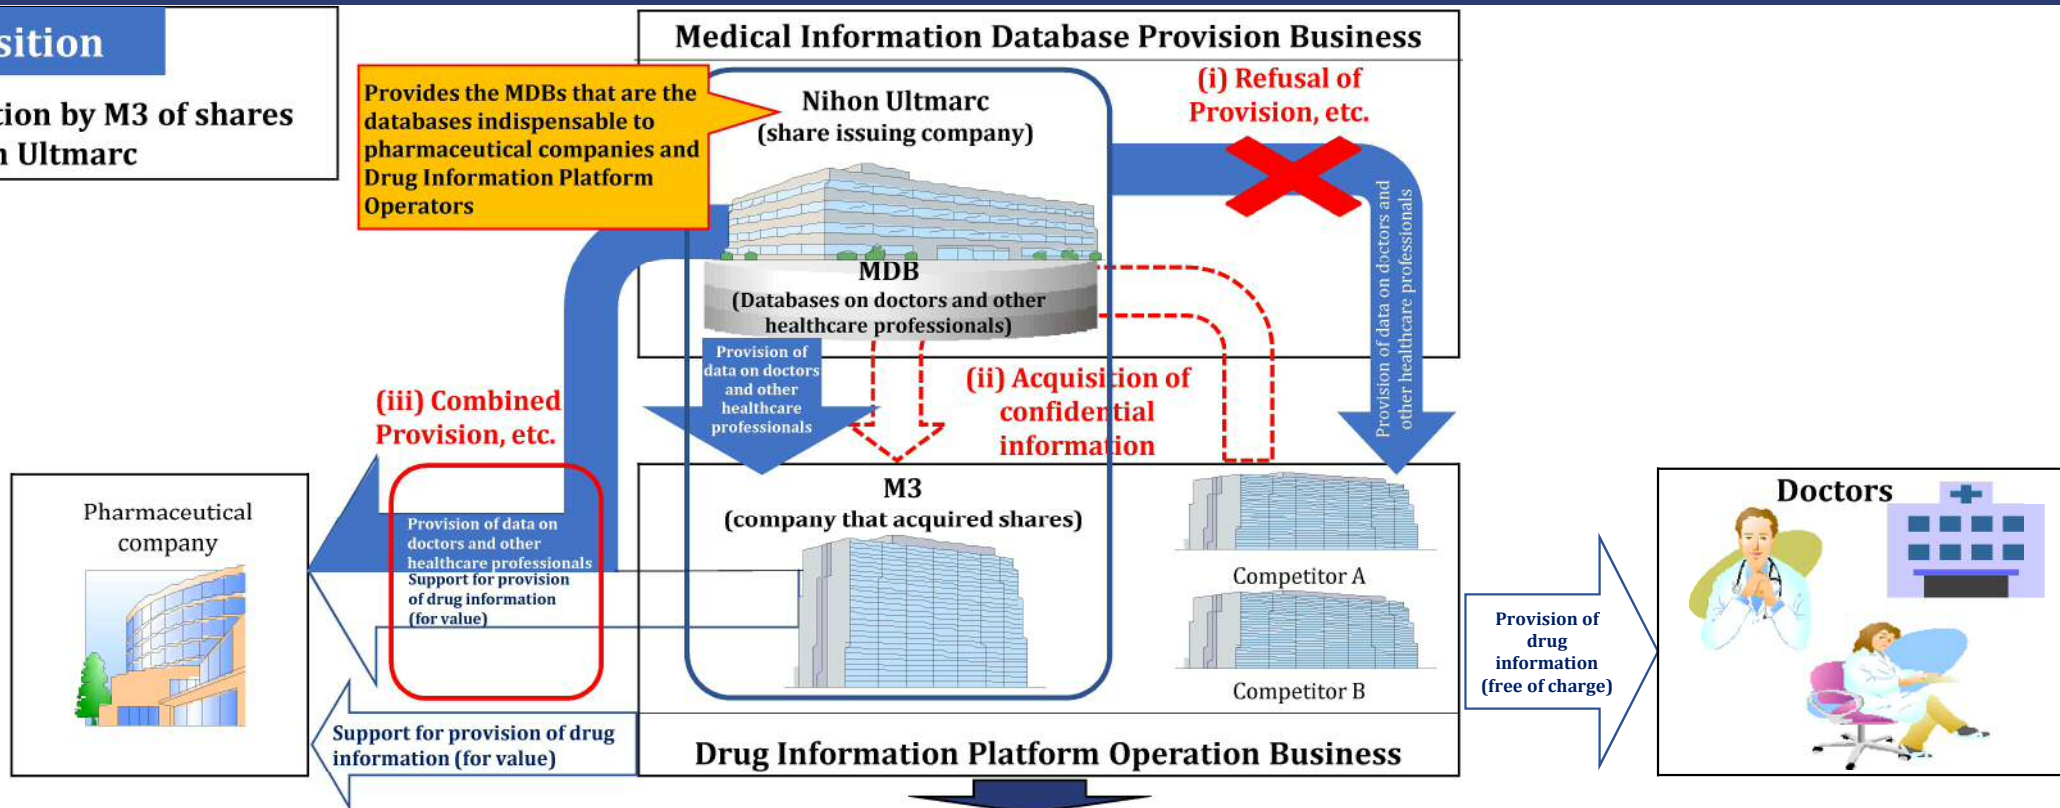 sition
tion by M3 of shares
n Ultmarc
Medical Information Database Provision Business
Provides the MDBs that are the
databases indispensable to
pharmaceutical companies and
Drug Information Platform
Operators
Nihon Ultmarc
(share issuing company)
(i) Refusal of
Provision, etc.
MDB
(Databases on doctors and other
healthcare professionals)
Provision of data on doctors and
other healthcare professionals
Provision of
data on doctors
and other
healthcare
professionals
(ii) Acquisition of
confidential
information
(iii) Combined
Provision, etc.
Pharmaceutical
company
Provision of data on
doctors and other
healthcare professionals
Support for provision
of drug information
(for value)
M3
(company that acquired shares)
Competitor A
Competitor B
Doctors
Provision of
drug
information
(free of charge)
Support for provision of drug
information (for value)
Drug Information Platform Operation Business